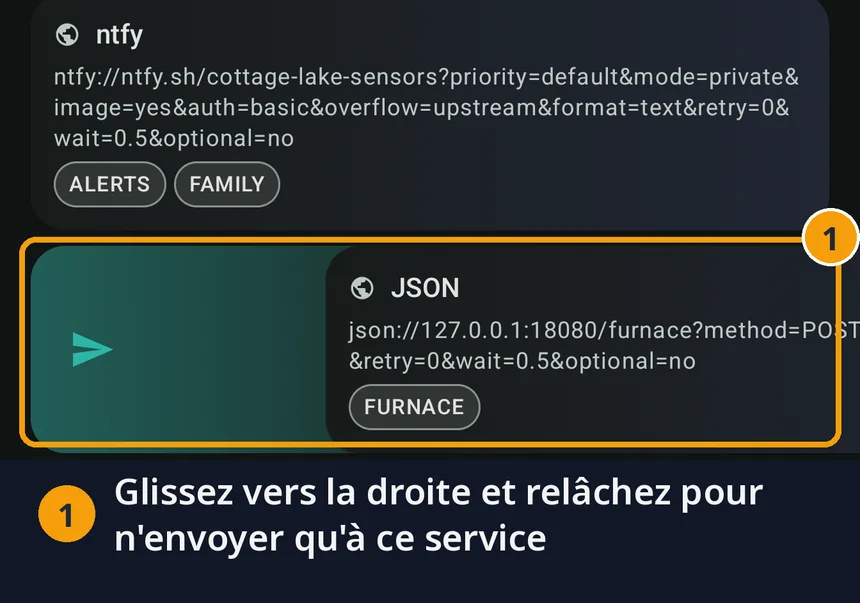 ntfy
ntfy://ntfy.sh/cottage-lake-sensors?priority=default&mode=private&
image=yes&auth=basic&overflow=upstream&format=text&retry=0&
wait=0.5&optional=no
ALERTS FAMILY
1
JSON
json://127.0.0.1:18080/furnace?method=POST
&retry=0&wait=0.5&optional=no
FURNACE
1 Glissez vers la droite et relâchez pour
n'envoyer qu'à ce service